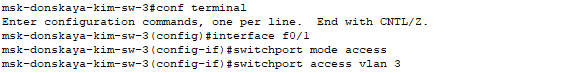 msk-donskaya-kim-sw-3#conf terminal
Enter configuration commands, one per line.  End with CNTL/Z.
msk-donskaya-kim-sw-3(config)#interface f0/1
msk-donskaya-kim-sw-3(config-if)#switchport mode access
msk-donskaya-kim-sw-3(config-if)#switchport access vlan 3